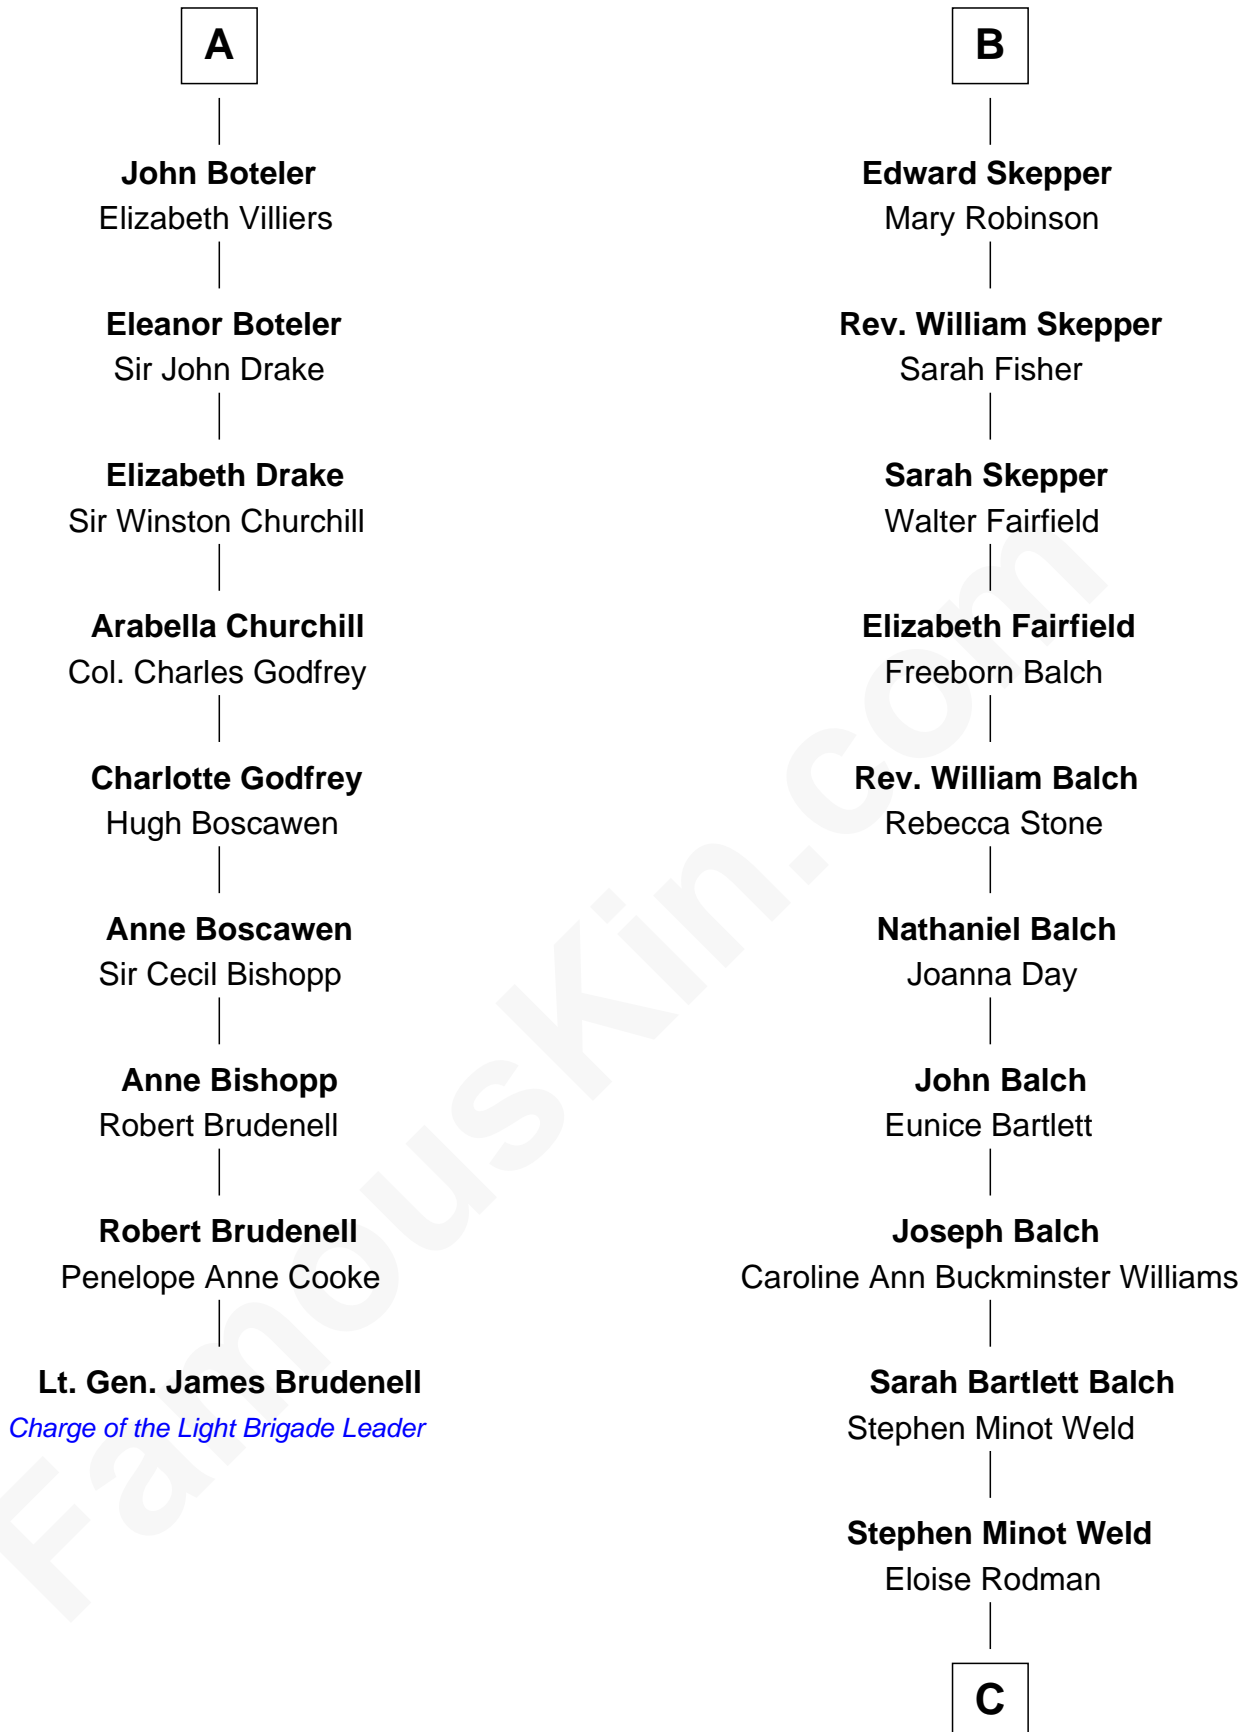 A
John Boteler
Elizabeth Villiers
Eleanor Boteler
Sir John Drake
Elizabeth Drake
Sir Winston Churchill
Arabella Churchill
Col. Charles Godfrey
Charlotte Godfrey
Hugh Boscawen
Anne Boscawen
Sir Cecil Bishopp
Anne Bishopp
Robert Brudenell
Robert Brudenell
Penelope Anne Cooke
Lt. Gen. James Brudenell
Charge of the Light Brigade Leader
B
Edward Skepper
Mary Robinson
Rev. William Skepper
Sarah Fisher
Sarah Skepper
Walter Fairfield
Elizabeth Fairfield
Freeborn Balch
Rev. William Balch
Rebecca Stone
Nathaniel Balch
Joanna Day
John Balch
Eunice Bartlett
Joseph Balch
Caroline Ann Buckminster Williams
Sarah Bartlett Balch
Stephen Minot Weld
Stephen Minot Weld
Eloise Rodman
C
FamousKin.com